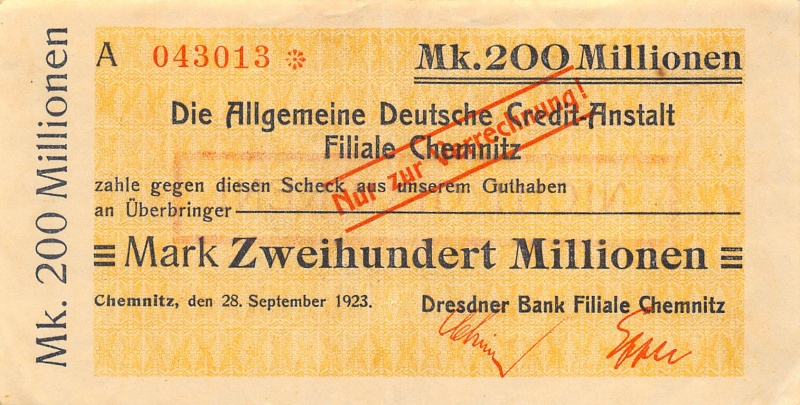 Mk. 200 Millionen
A 043013 *
Mk. 200 Millionen
Die Allgemeine Deutsche Credit-Anstalt
Filiale Chemnitz
Nur zur Verrechnung!
zahle gegen diesen Scheck aus unserem Guthaben
an Überbringer
Mark Zweihundert Millionen
Chemnitz, den 28. September 1923.
Dresdner Bank Filiale Chemnitz